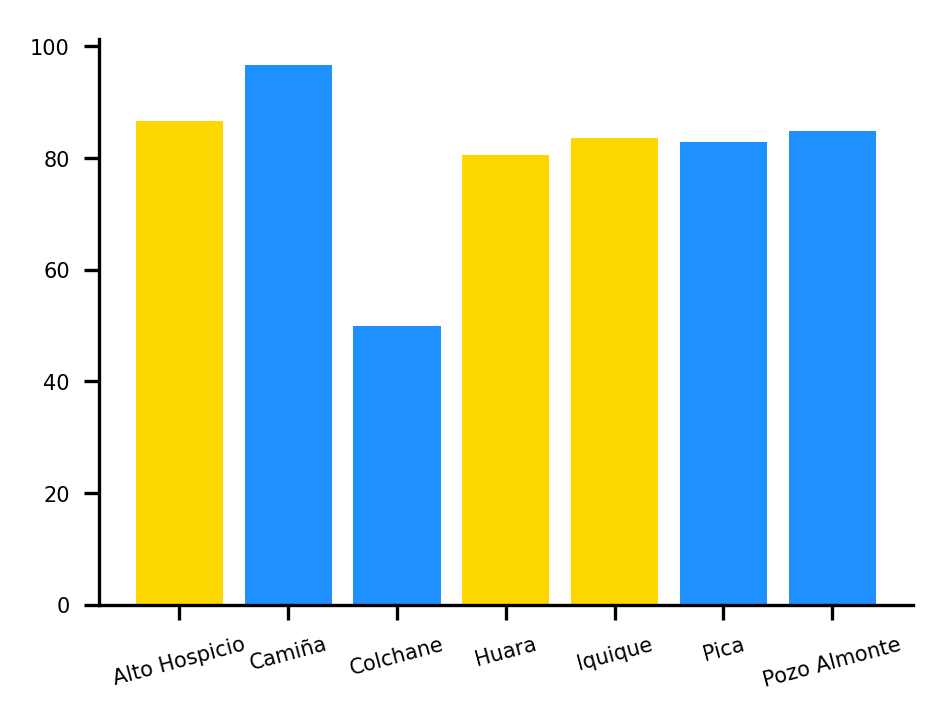 100
80
60
40
20
0
Alto Hospicio
Camiña
Colchane
Huara
Iquique
Pica
Pozo Almonte